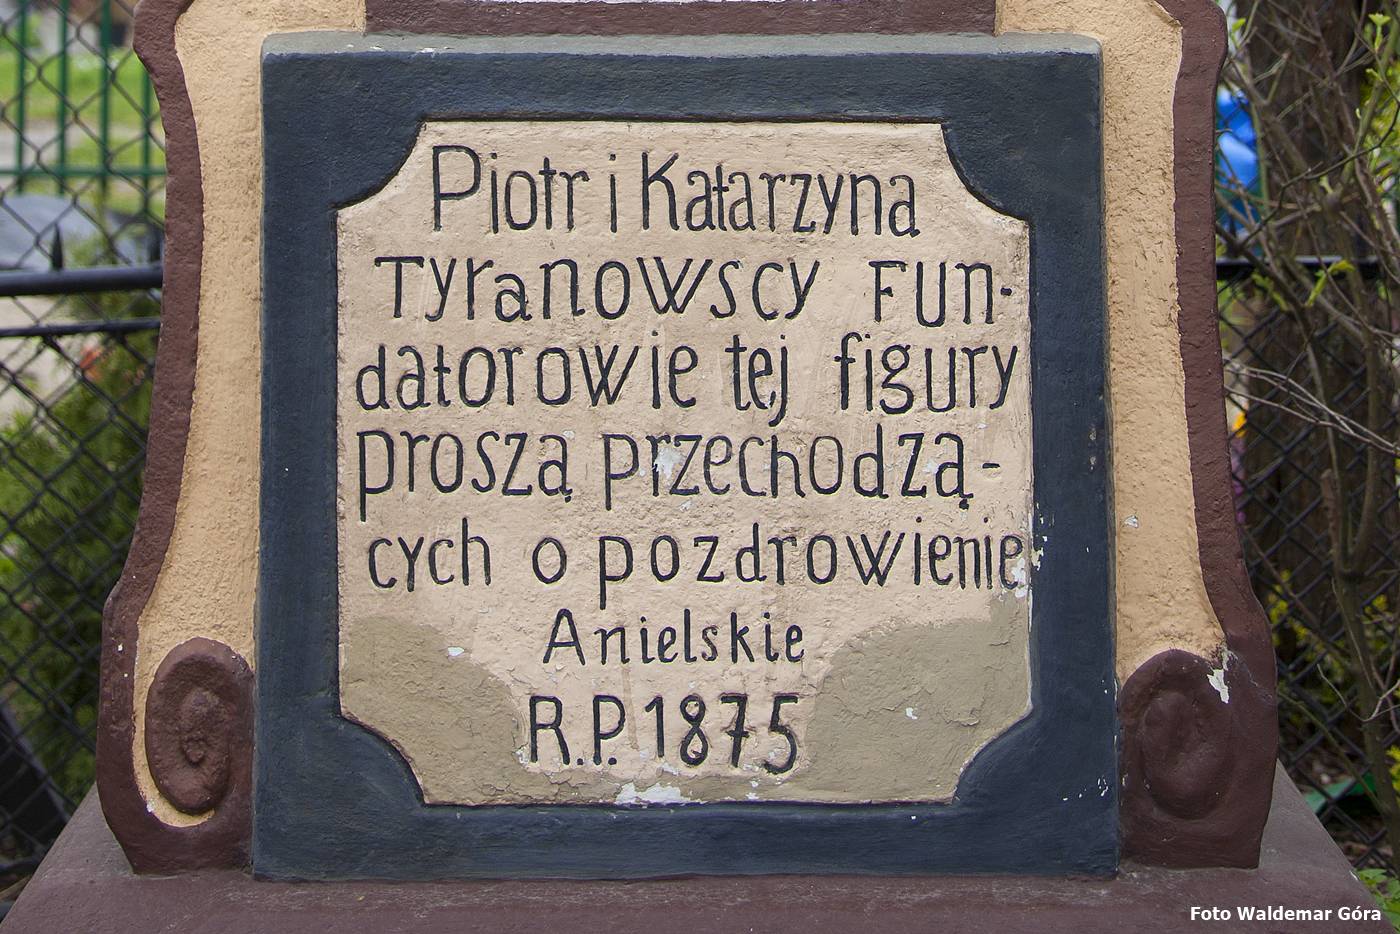 Piotr i Katarzyna
Tyranowscy Fun-
datorowie tej figury
proszą przechodzą-
cych o pozdrowienie
Anielskie
R.P. 1875
Foto Waldemar Góra